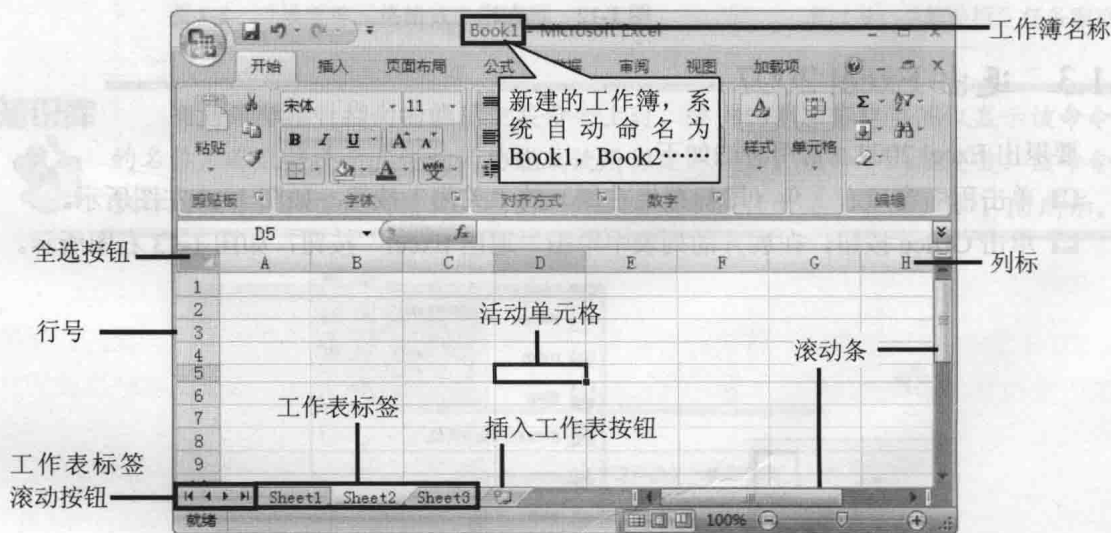 Book1 - Microsoft Excel
工作簿名称
开始 插入 页面布局 公式 数据 审阅 视图 加载项
新建的工作簿，系
统自动命名为
Book1，Book2……
宋体 11
B I U A A
粘贴 样式 单元格
剪贴板 字体 对齐方式 数字 编辑
D5 fx
全选按钮
A B C D E F G H
列标
1
2
3
4
5
6
7
8
9
行号
活动单元格
滚动条
工作表标签
插入工作表按钮
工作表标签
滚动按钮
Sheet1 Sheet2 Sheet3
就绪 100%